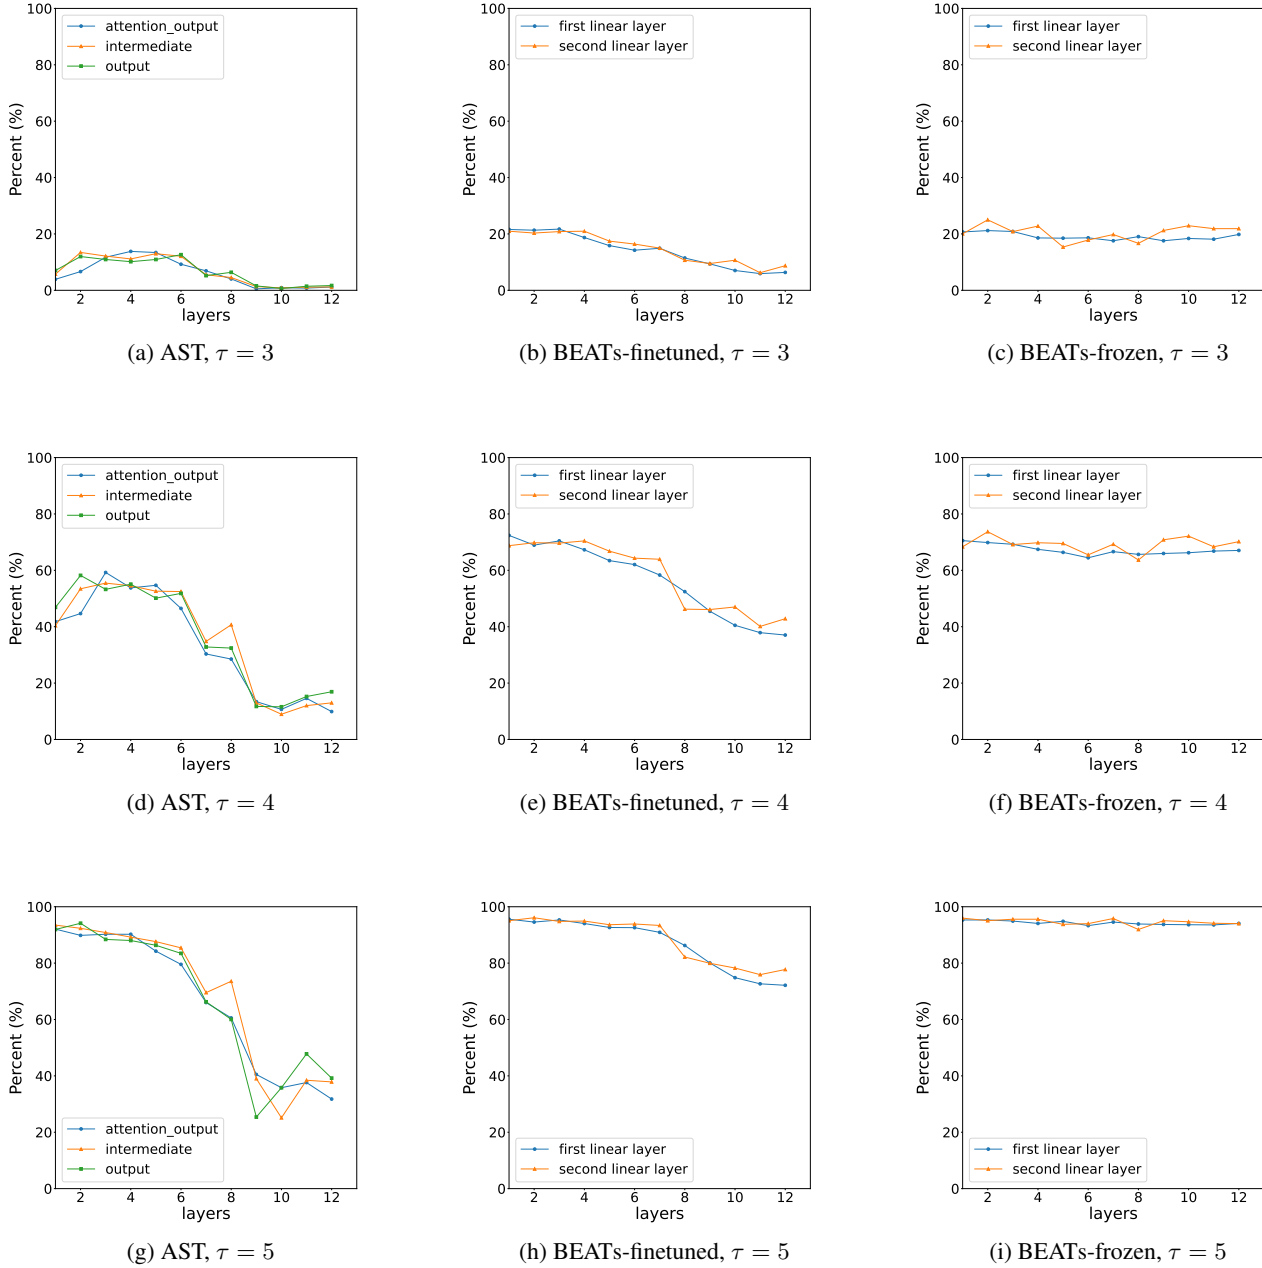 100
80
60
40
20
0
Percent (%)
attention_output
intermediate
output
2 4 6 8 10 12
layers
(a) AST, τ = 3
100
80
60
40
20
0
Percent (%)
first linear layer
second linear layer
2 4 6 8 10 12
layers
(b) BEATs-finetuned, τ = 3
100
80
60
40
20
0
Percent (%)
first linear layer
second linear layer
2 4 6 8 10 12
layers
(c) BEATs-frozen, τ = 3
100
80
60
40
20
0
Percent (%)
attention_output
intermediate
output
2 4 6 8 10 12
layers
(d) AST, τ = 4
100
80
60
40
20
0
Percent (%)
first linear layer
second linear layer
2 4 6 8 10 12
layers
(e) BEATs-finetuned, τ = 4
100
80
60
40
20
0
Percent (%)
first linear layer
second linear layer
2 4 6 8 10 12
layers
(f) BEATs-frozen, τ = 4
100
80
60
40
20
0
Percent (%)
attention_output
intermediate
output
2 4 6 8 10 12
layers
(g) AST, τ = 5
100
80
60
40
20
0
Percent (%)
first linear layer
second linear layer
2 4 6 8 10 12
layers
(h) BEATs-finetuned, τ = 5
100
80
60
40
20
0
Percent (%)
first linear layer
second linear layer
2 4 6 8 10 12
layers
(i) BEATs-frozen, τ = 5